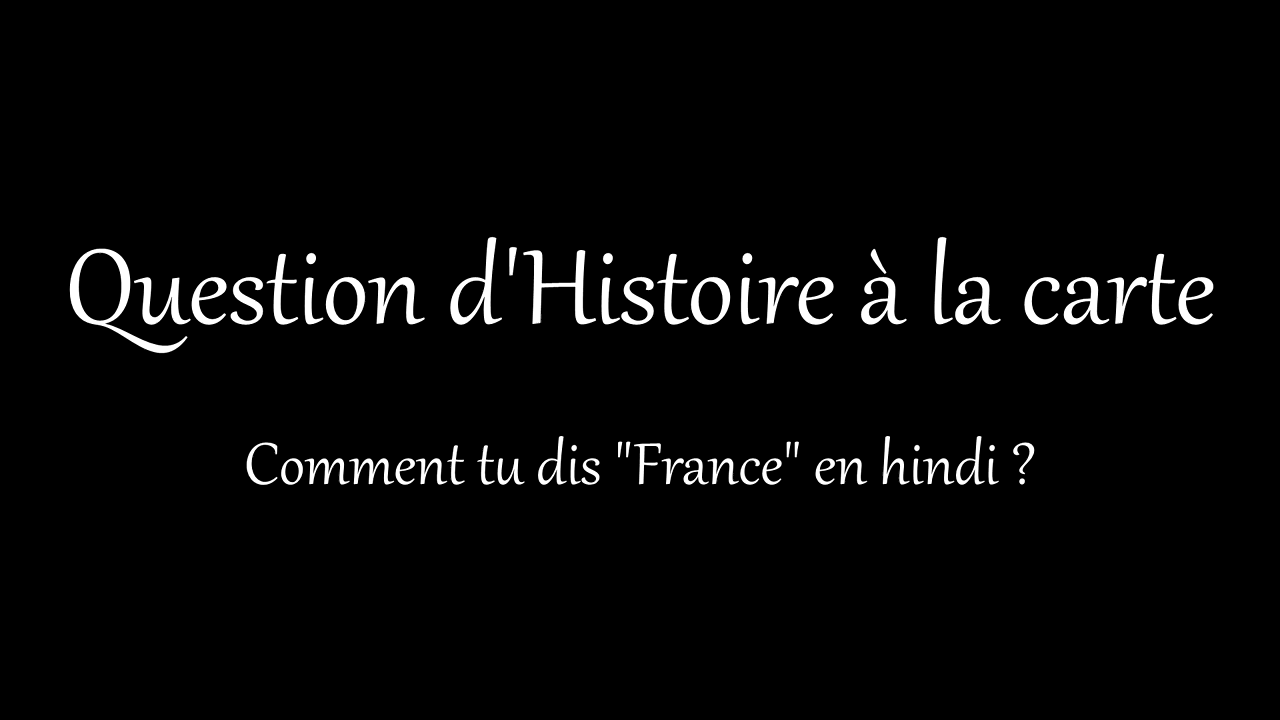 Question d'Histoire à la carte
Comment tu dis "France" en hindi ?